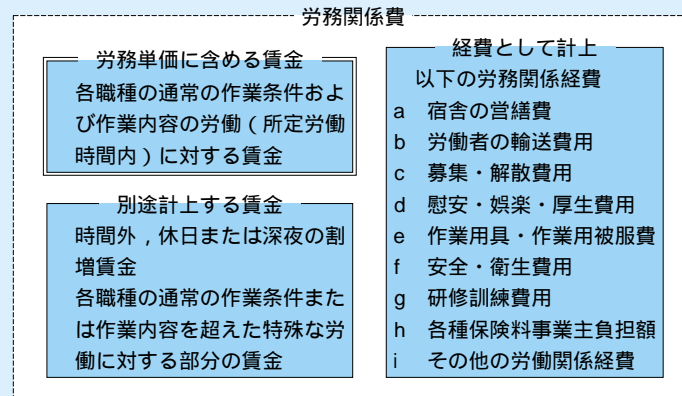 労務関係費
労務単価に含める賃金
各職種の通常の作業条件およ
び作業内容の労働（所定労働
時間内）に対する賃金
別途計上する賃金
時間外，休日または深夜の割
増賃金
各職種の通常の作業条件また
は作業内容を超えた特殊な労
働に対する部分の賃金
経費として計上
以下の労務関係経費
a 宿舎の営繕費
b 労働者の輸送費用
c 募集・解散費用
d 慰安・娯楽・厚生費用
e 作業用具・作業用被服費
f 安全・衛生費用
g 研修訓練費用
h 各種保険料事業主負担額
i その他の労働関係経費